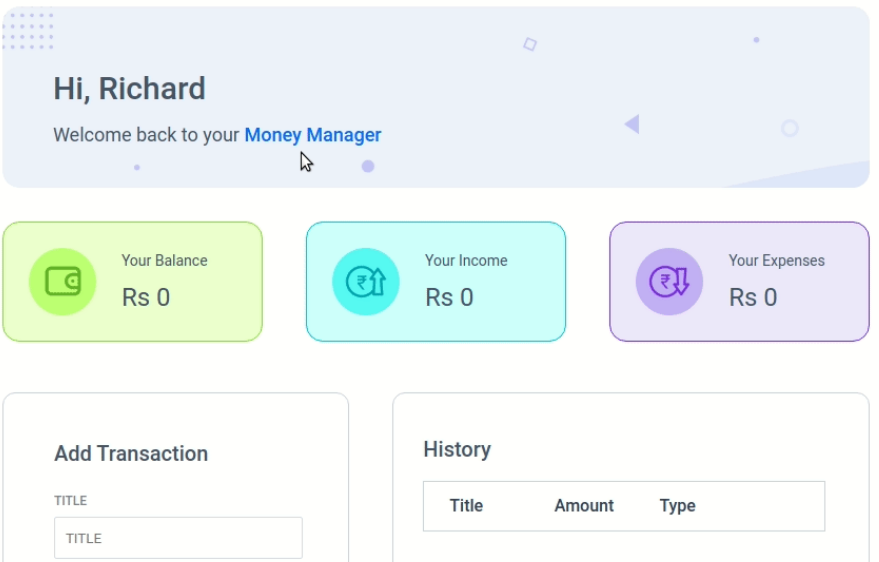 Hi, Richard
Welcome back to your Money Manager
Your Balance
Rs 0
₹
Your Income
Rs 0
₹
Your Expenses
Rs 0
Add Transaction
TITLE
TITLE
History
Title Amount Type